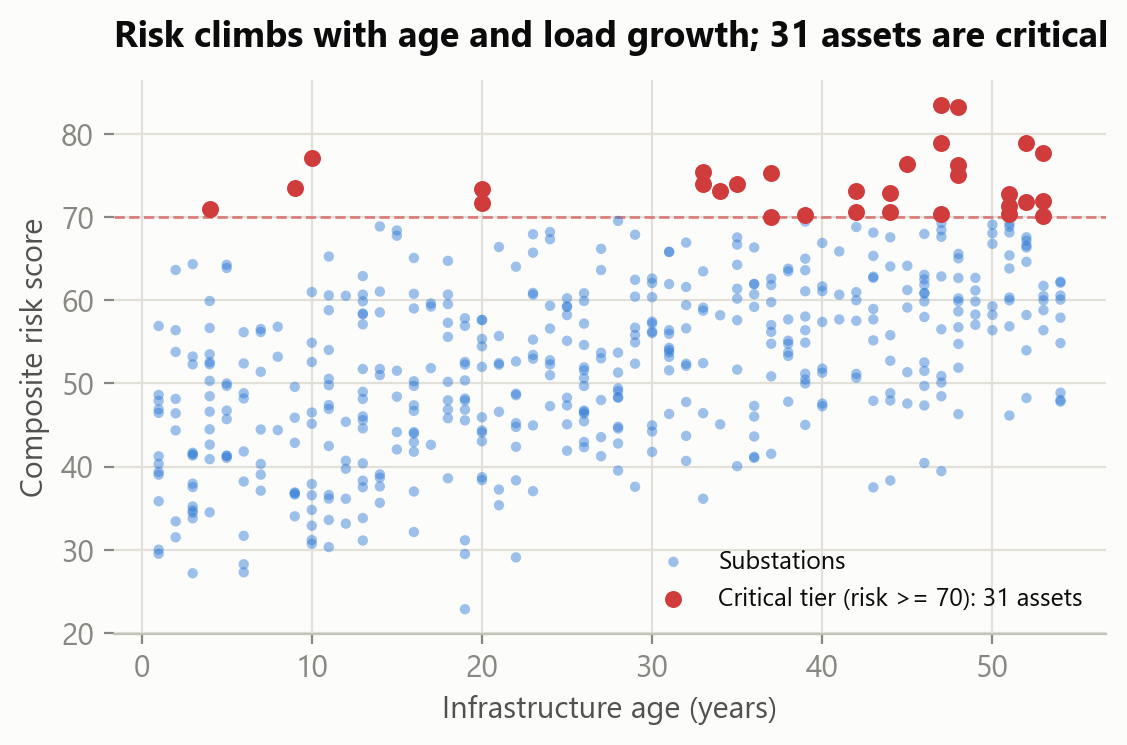 Risk climbs with age and load growth; 31 assets are critical
Composite risk score
80
70
60
50
40
30
20
0 10 20 30 40 50
Infrastructure age (years)
Substations
Critical tier (risk >= 70): 31 assets